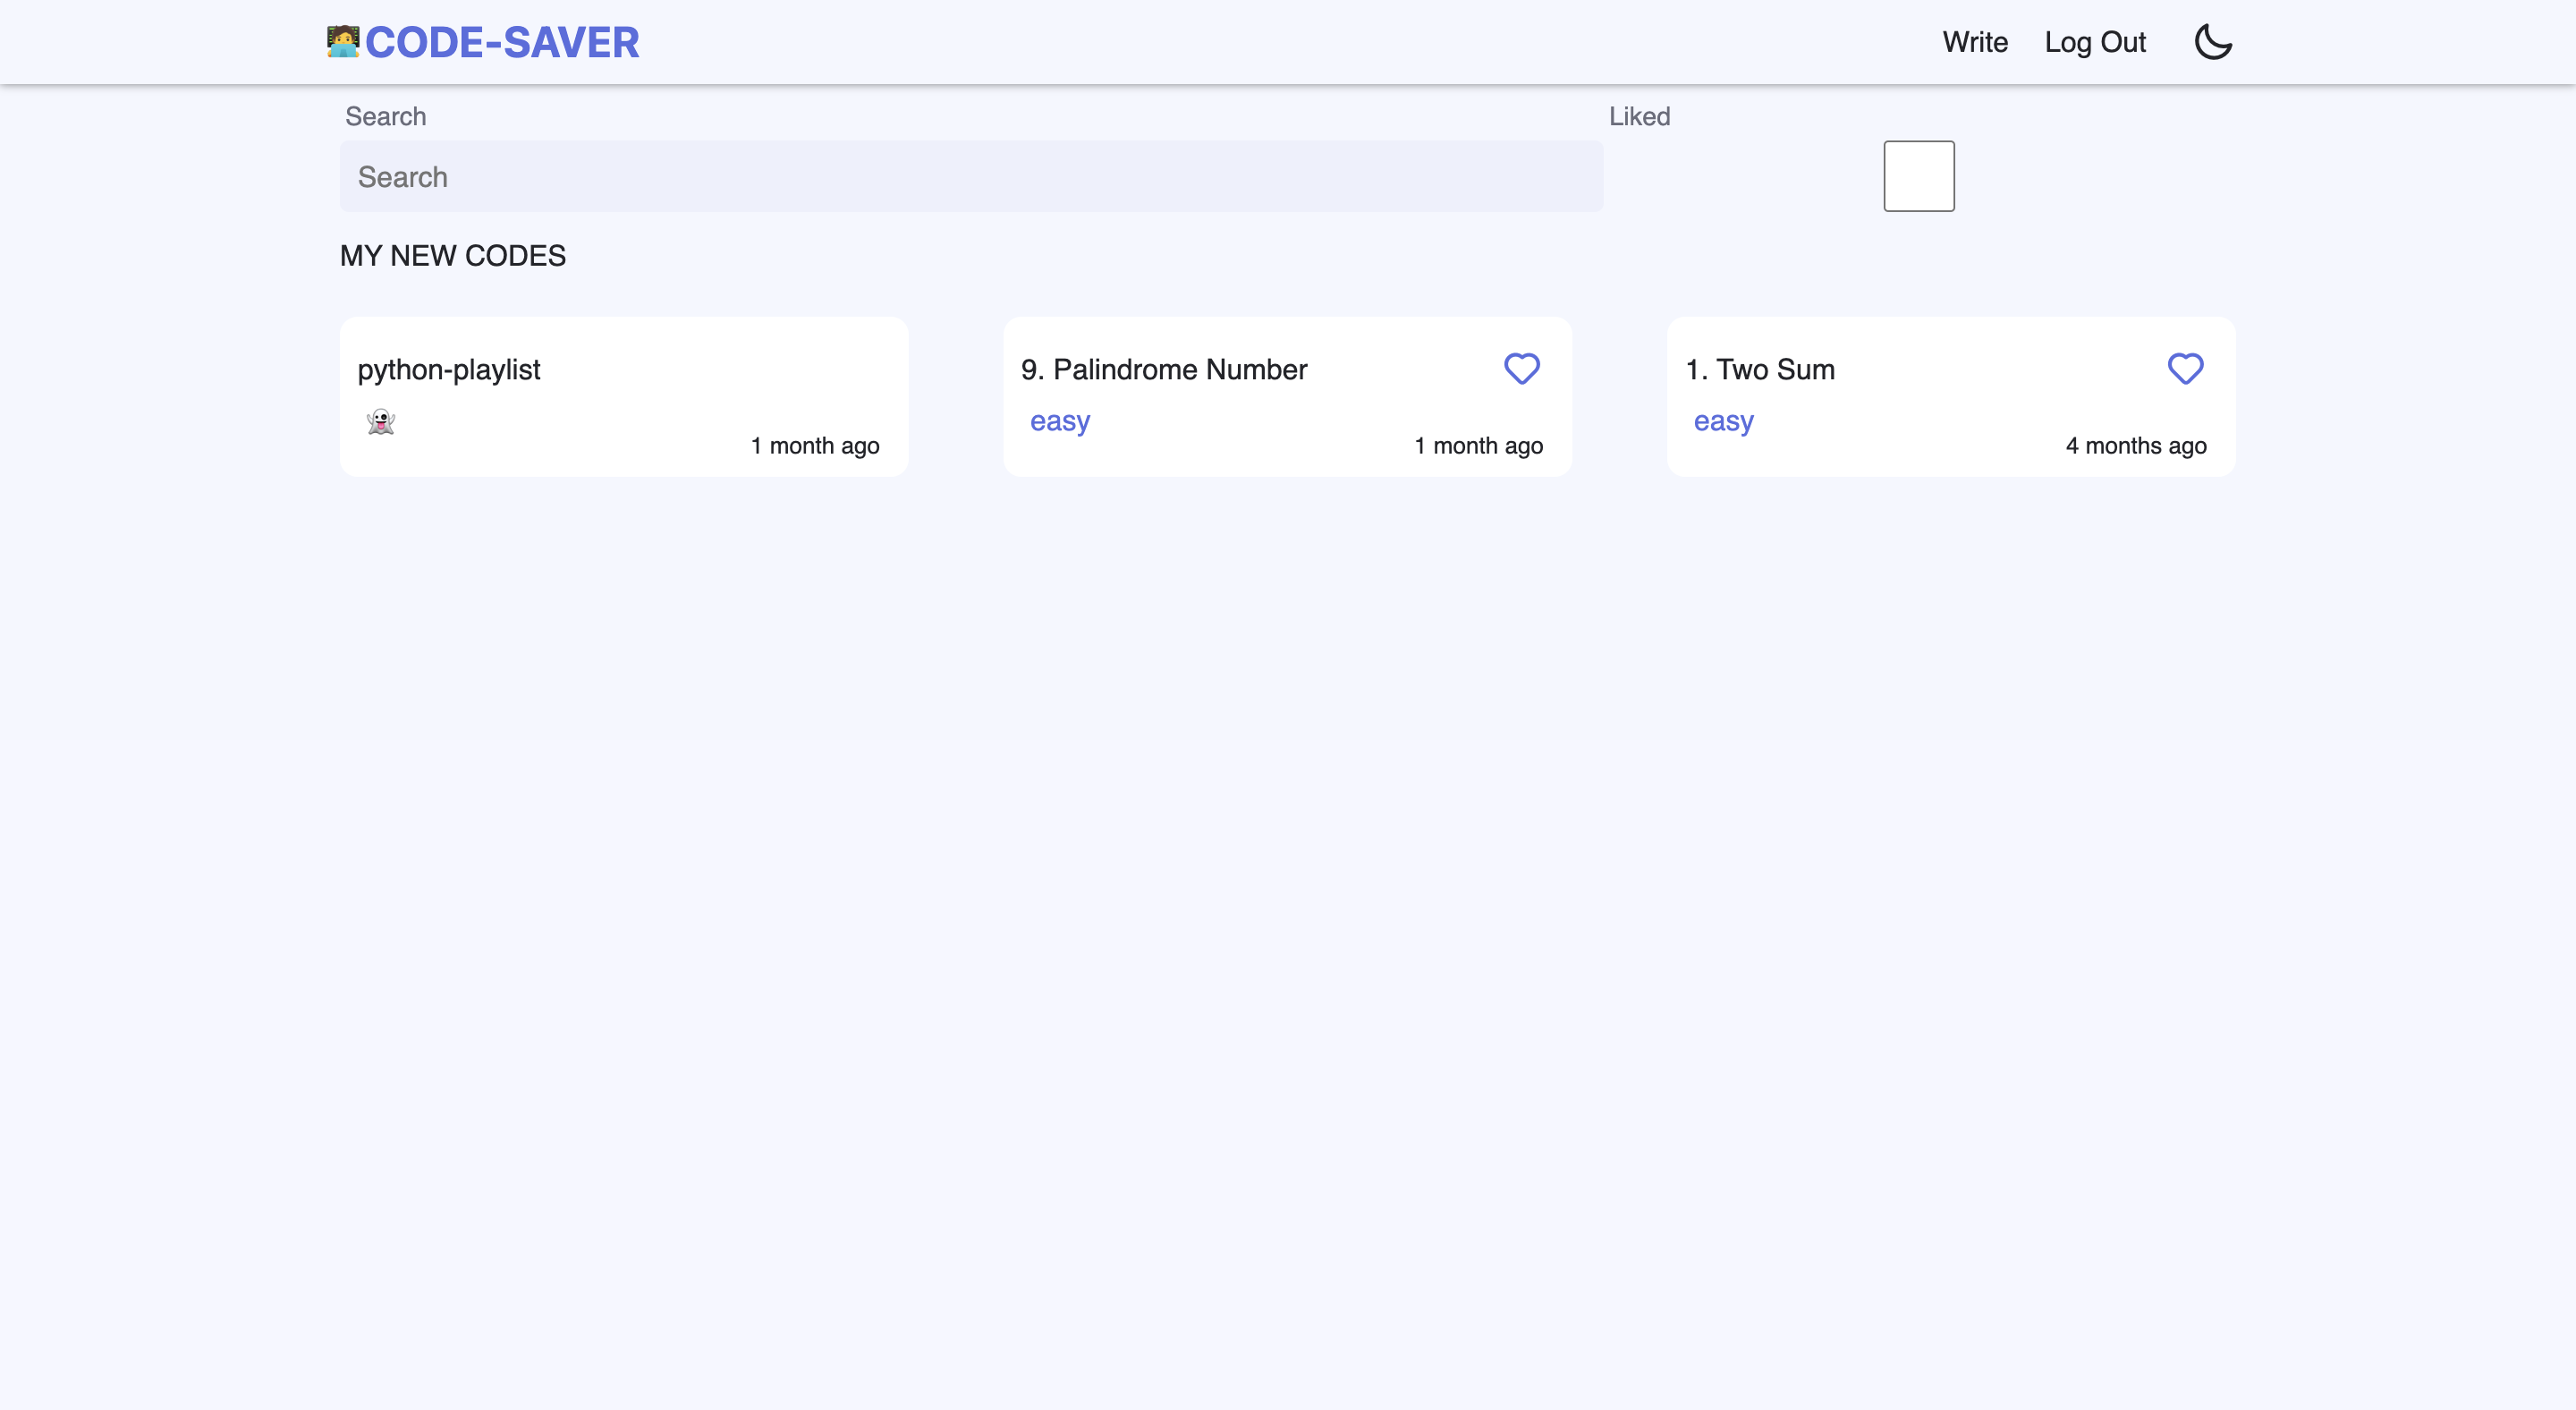 🧑‍💻CODE-SAVER Write Log Out
Search Liked
Search
MY NEW CODES
python-playlist
👻
1 month ago
9. Palindrome Number
easy
1 month ago
1. Two Sum
easy
4 months ago